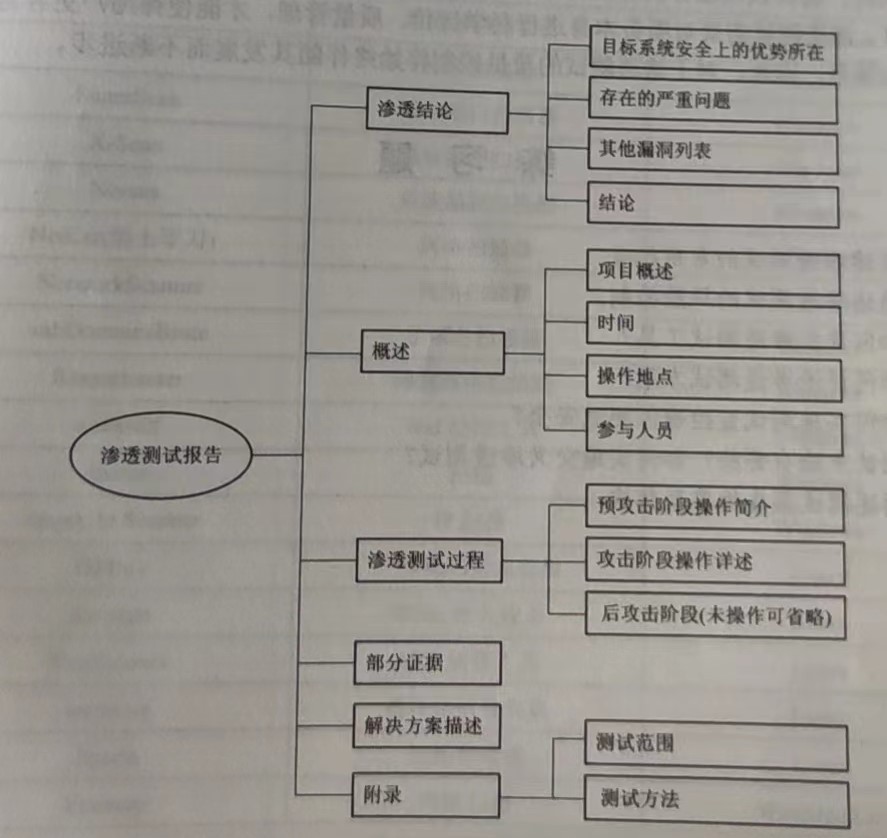 渗透测试报告
渗透结论
目标系统安全上的优势所在
存在的严重问题
其他漏洞列表
结论
概述
项目概述
时间
操作地点
参与人员
渗透测试过程
预攻击阶段操作简介
攻击阶段操作详述
后攻击阶段(未操作可省略)
部分证据
解决方案描述
附录
测试范围
测试方法
练习题